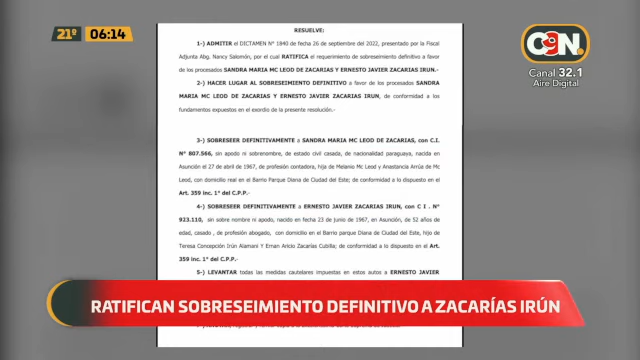 21º 06:14
C9N
Canal 32.1
Aire Digital
RESUELVE:
1-) ADMITIR el DICTAMEN N° 1840 de fecha 26 de septiembre del 2022, presentado por la Fiscal
Adjunta Abg. Nancy Salomón, por el cual RATIFICA el requerimiento de sobreseimiento definitivo a favor
de los procesados SANDRA MARIA MC LEOD DE ZACARIAS Y ERNESTO JAVIER ZACARIAS IRUN.-
2-) HACER LUGAR AL SOBRESEIMIENTO DEFINITIVO a favor de los procesados SANDRA
MARIA MC LEOD DE ZACARIAS Y ERNESTO JAVIER ZACARIAS IRUN, de conformidad a los
fundamentos expuestos en el exordio de la presente resolución.-
3-) SOBRESEER DEFINITIVAMENTE a SANDRA MARIA MC LEOD DE ZACARIAS, con C.I.
N° 807.566, sin apodo ni sobrenombre, de estado civil casada, de nacionalidad paraguaya, nacida en
Asunción el 27 de abril de 1967, de profesión contadora, hija de Melanio Mc Leod y Anastancia Arrúa de Mc
Leod, con domicilio real en el Barrio Parque Diana de Ciudad del Este; de conformidad a lo dispuesto en el
Art. 359 inc. 1° del C.P.P.-
4-) SOBRESEER DEFINITIVAMENTE a ERNESTO JAVIER ZACARIAS IRUN, con C I . N°
923.110, sin sobre nombre ni apodo, nacido en fecha 23 de junio de 1967, en Asunción, de 52 años de
edad, casado , de profesión abogado, con domicilio en el Barrio parque Diana de Ciudad del Este, hijo de
Teresa Concepción Irún Alamani Y Ernan Aricio Zacarías Cubilla; de conformidad a lo dispuesto en el Art.
359 inc. 1° del C.P.P.-
5-) LEVANTAR todas las medidas cautelares impuestas en estos autos a ERNESTO JAVIER
RATIFICAN SOBRESEIMIENTO DEFINITIVO A ZACARÍAS IRÚN